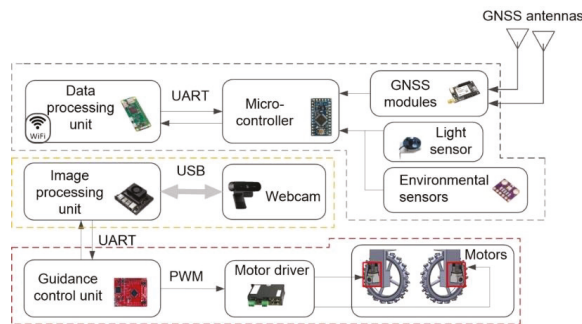 GNSS antennas
Data
processing
unit
WiFi
UART
Micro-
controller
GNSS
modules
Light
sensor
Environmental
sensors
Image
processing
unit
USB
Webcam
UART
Guidance
control unit
PWM
Motor driver
Motors